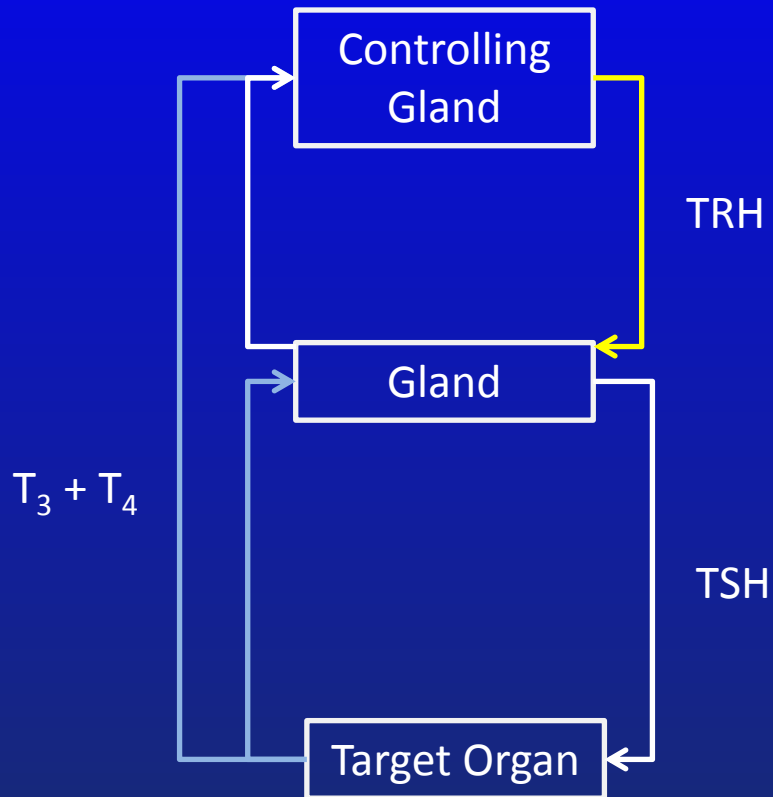 Controlling
Gland
TRH
Gland
T₃ + T₄
TSH
Target Organ